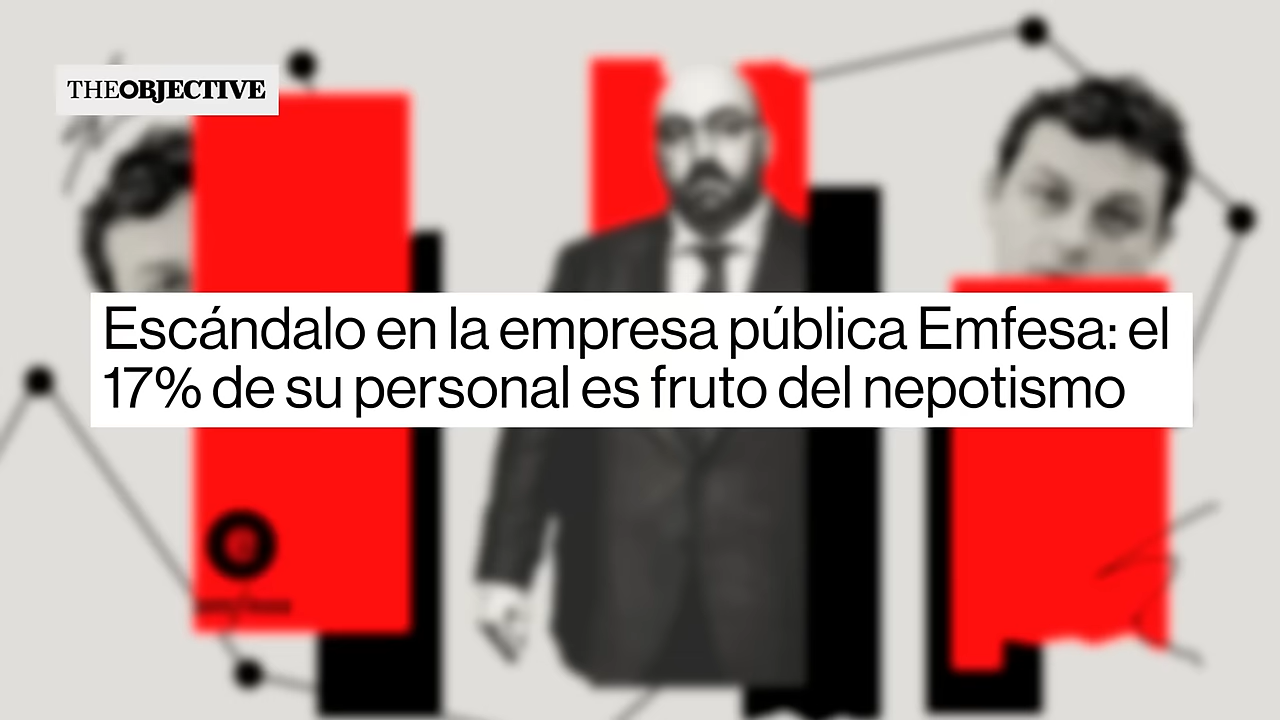 THEOBJECTIVE
Escándalo en la empresa pública Emfesa: el
17% de su personal es fruto del nepotismo